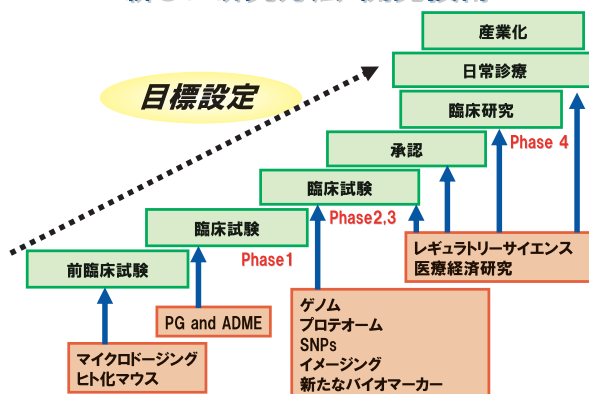 産業化
日常診療
目標設定
臨床研究
Phase 4
承認
臨床試験
Phase2,3
臨床試験
Phase1
レギュラトリーサイエンス
医療経済研究
前臨床試験
PG and ADME
ゲノム
プロテオーム
SNPs
イメージング
新たなバイオマーカー
マイクロドージング
ヒト化マウス